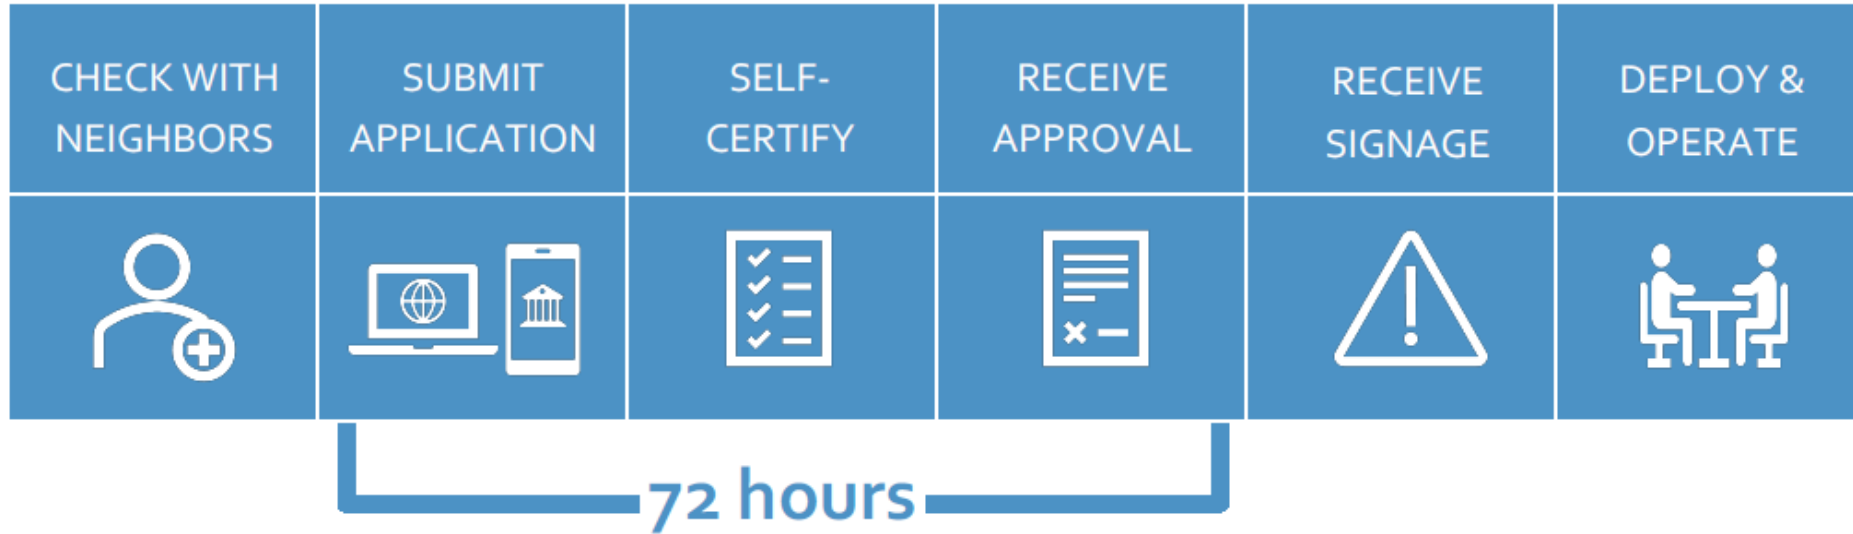 CHECK WITH
NEIGHBORS
SUBMIT
APPLICATION
SELF-
CERTIFY
RECEIVE
APPROVAL
RECEIVE
SIGNAGE
DEPLOY &
OPERATE
72 hours